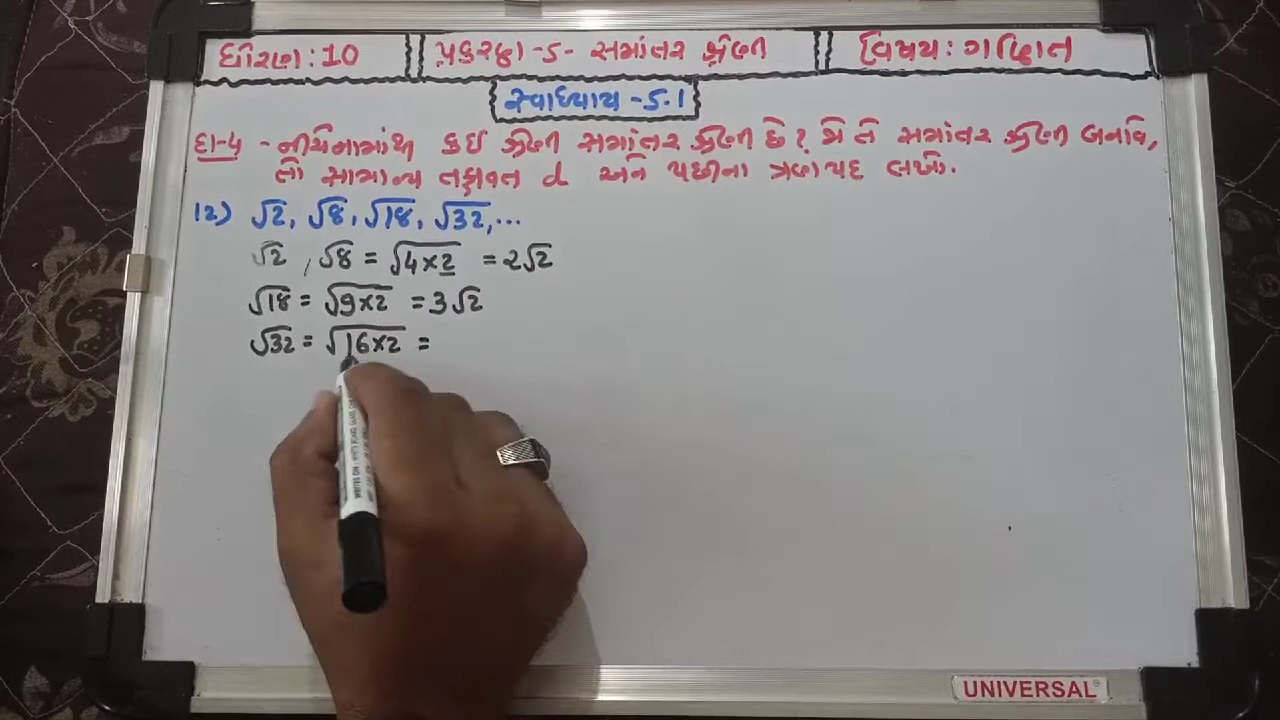 ધોરણ : 10 પ્રકરણ - 5 - સમાંતર શ્રેણી વિષય : ગણિત
સ્વાધ્યાય - 5.1
દા-4 - નીચેનામાંથી કઈ શ્રેણી સમાંતર શ્રેણી છે? જો તે સમાંતર શ્રેણી બનાવે,
તો સામાન્ય તફાવત d અને પછીના ત્રણ પદ લખો.
12) √2, √8, √18, √32, ...
√2 , √8 = √4×2 = 2√2
√18 = √9×2 = 3√2
√32 = √16×2 =
UNIVERSAL